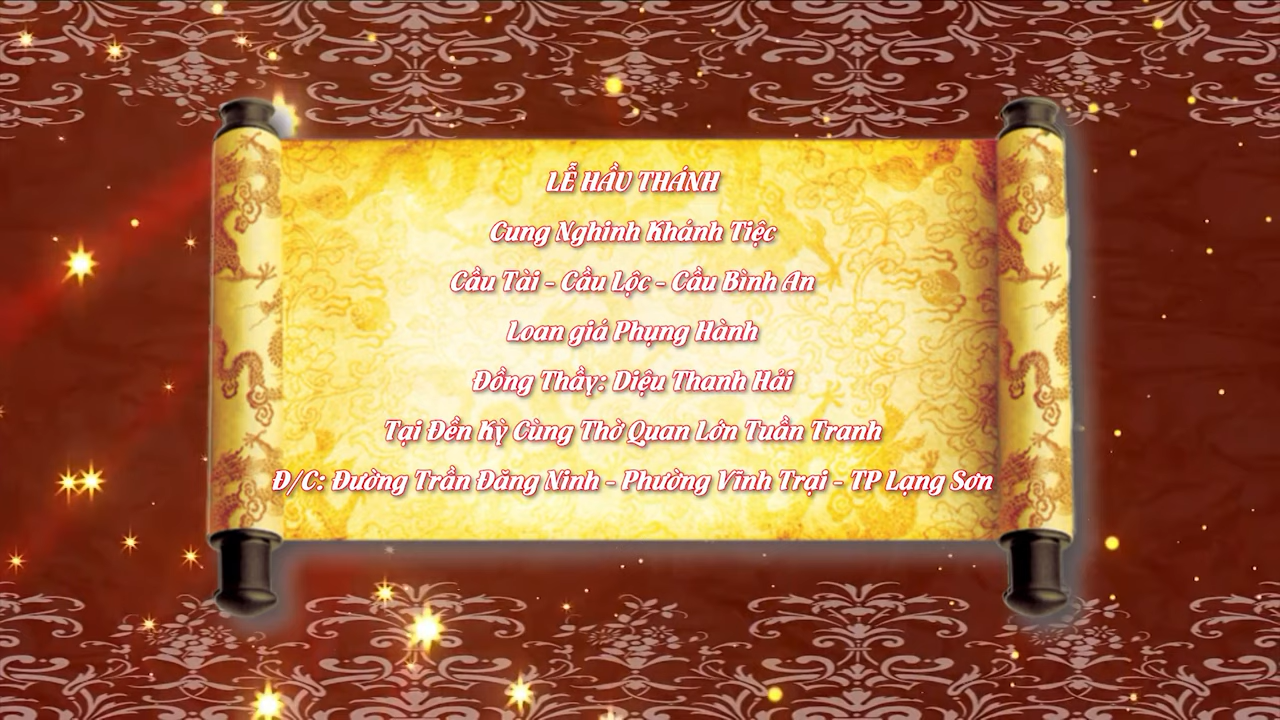 LỄ HẦU THÁNH
Cung Nghinh Khánh Tiệc
Cầu Tài - Cầu Lộc - Cầu Bình An
Loan giá Phụng Hành
Đồng Thầy: Diệu Thanh Hải
Tại Đền Kỳ Cùng Thờ Quan Lớn Tuần Tranh
Đ/C: Đường Trần Đăng Ninh - Phường Vĩnh Trại - TP Lạng Sơn